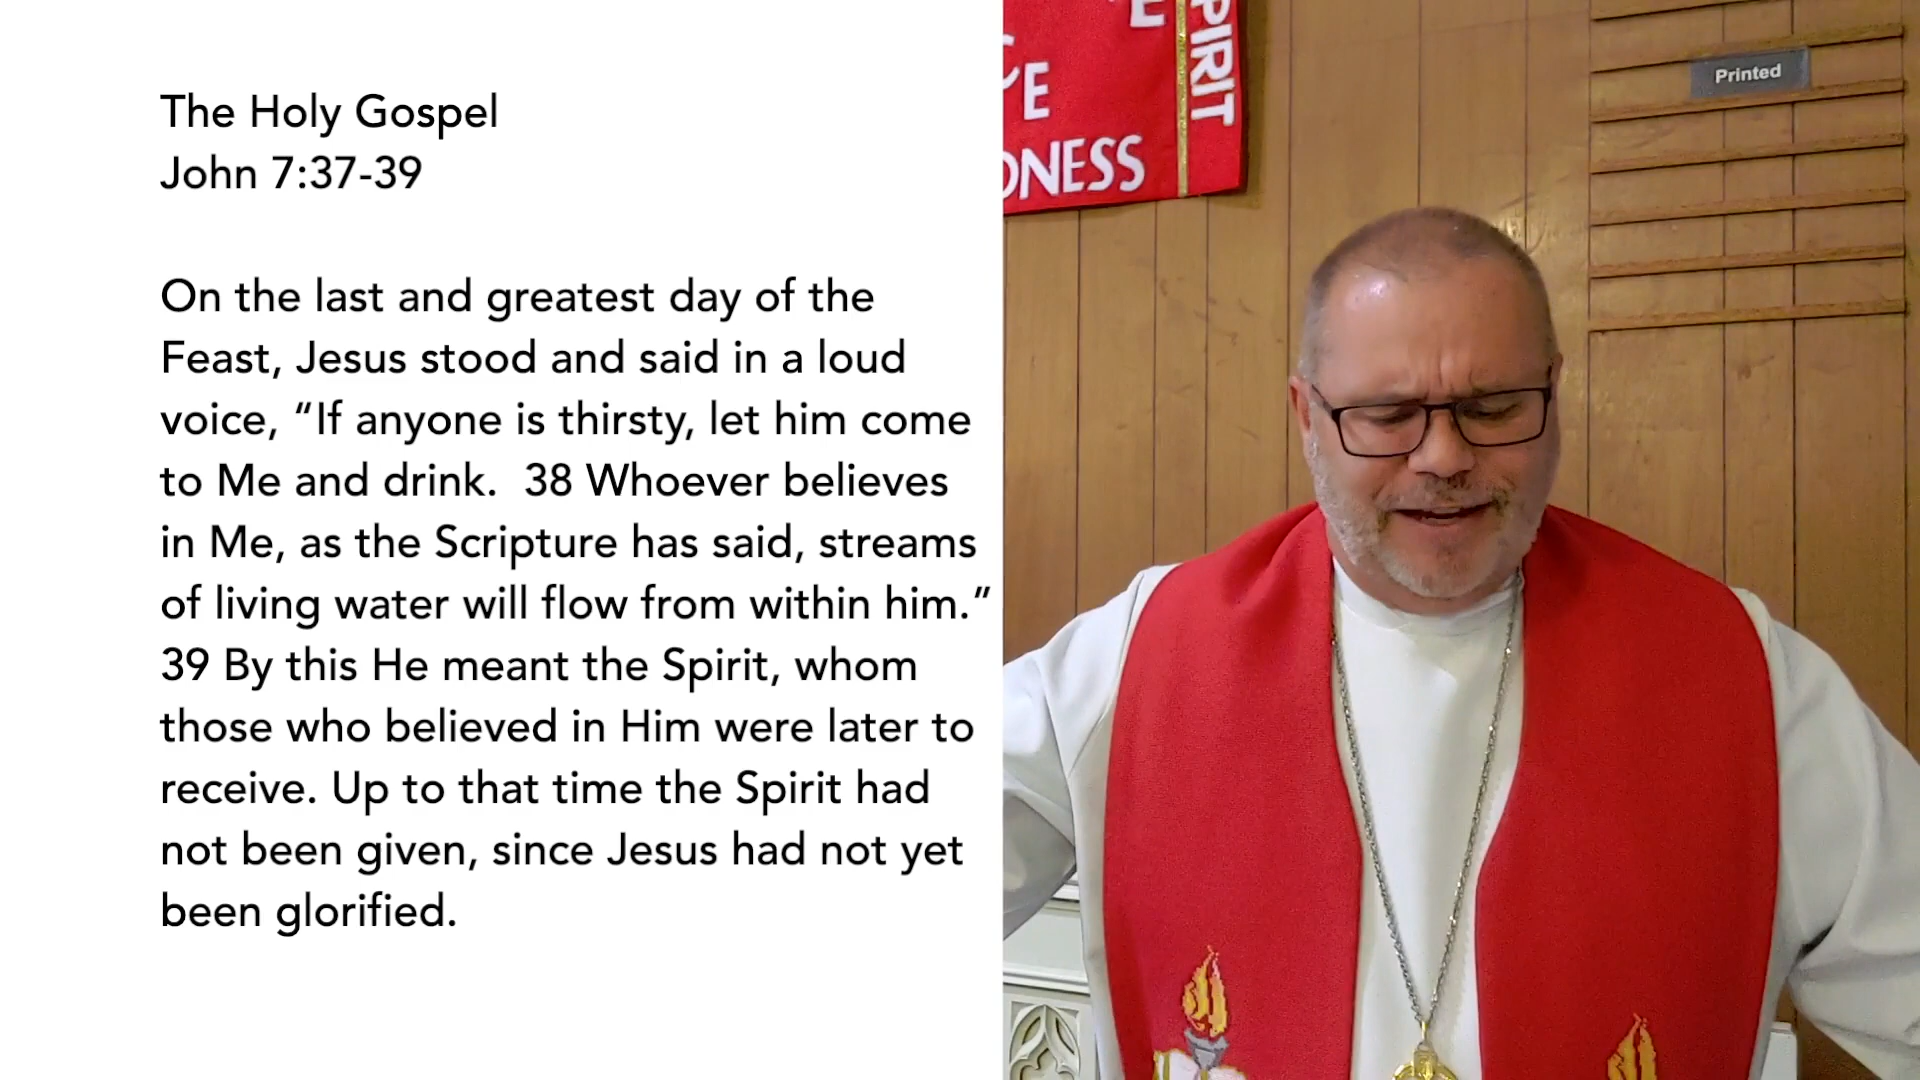 The Holy Gospel
John 7:37-39
On the last and greatest day of the
Feast, Jesus stood and said in a loud
voice, “If anyone is thirsty, let him come
to Me and drink.  38 Whoever believes
in Me, as the Scripture has said, streams
of living water will flow from within him.”
39 By this He meant the Spirit, whom
those who believed in Him were later to
receive. Up to that time the Spirit had
not been given, since Jesus had not yet
been glorified.
PIRIT
Printed